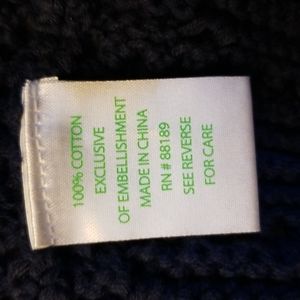 100% COTTON
EXCLUSIVE
OF EMBELLISHMENT
MADE IN CHINA
RN # 88189
SEE REVERSE
FOR CARE